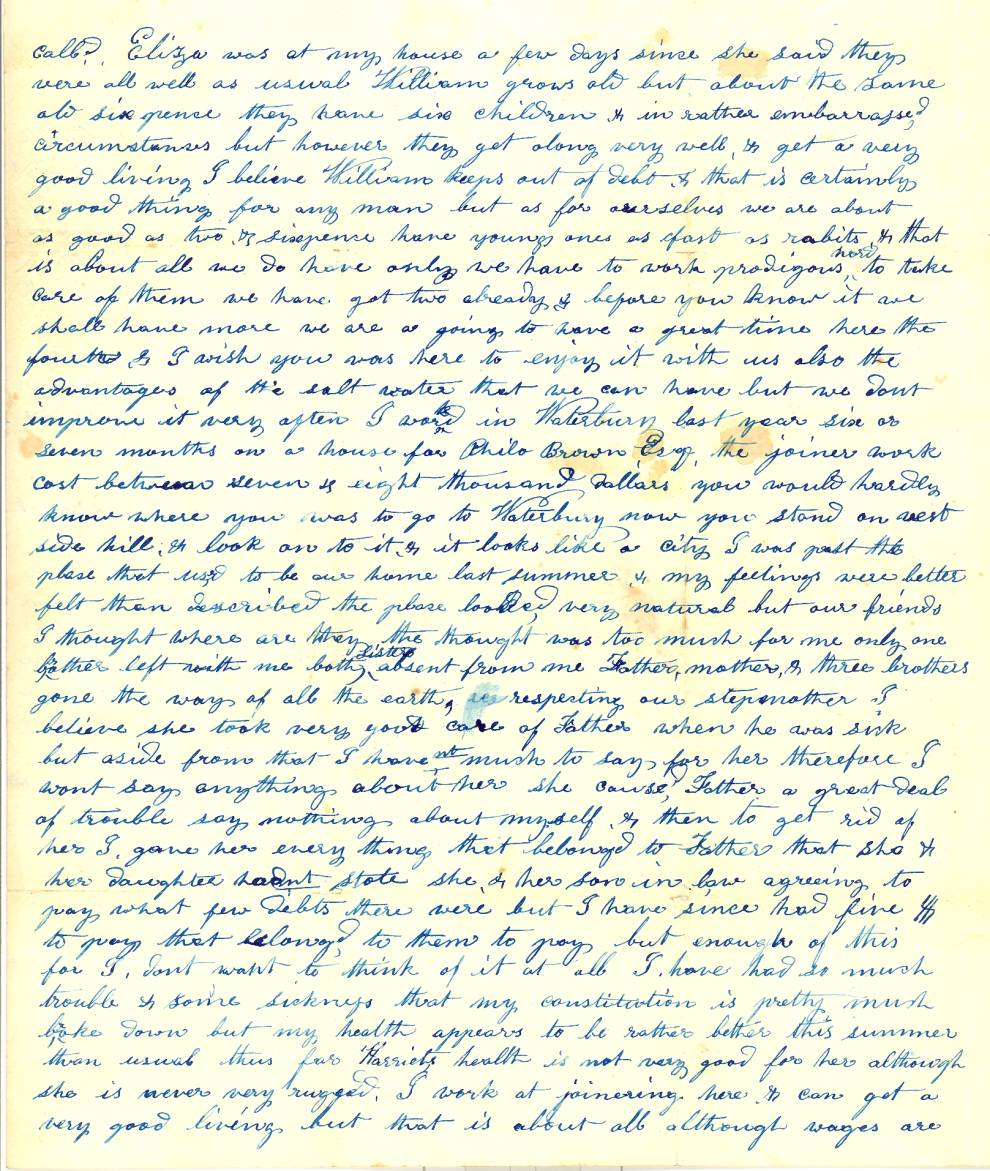 call?. Eliza was at my house a few days since she said they
were all well as usual William grows old but about the same
old sixpence they have six children & in rather embarrassed
circumstances but however they get along very well, & get a very
good living I believe William keeps out of debt & that is certainly
a good thing for any man but as for ourselves we are about
as good as two & sixpence have young ones as fast as rabits, & that
is about all we do have only we have to work prodigous hard to take
care of them we have got two already & before you know it we
shall have more we are a going to have a great time here the
fourth & I wish you was here to enjoy it with us also the
advantages of the salt water that we can have but we dont
improve it very often I workd in Waterbury last year six or
seven months on a house for Philo Brown Esq, the joiner work
cost between seven & eight thousand dollars you would hardly
know where you was to go to Waterbury now you stand on west
side hill, & look on to it & it looks like a city I was past the
plase that used to be our home last summer & my feelings were better
felt than described the plase looked very natural but our friends
I thought where are they the thought was too much for me only one
brother left with me both sisters absent from me Father, mother, & three brothers
gone the way of all the earth, respecting our stepmother I
believe she took very good care of Father when he was sick
but aside from that I have nt much to say for her therefore I
wont say anything about her she caused Father a great deal
of trouble say nothing about myself & then to get rid of
her I. gave her every thing that belonged to Father that she &
her daughter hadnt stole she & her son in law agreeing to
pay what few debts there were but I have since had five $
to pay that belonged to them to pay but enough of this
for I. dont want to think of it at all I. have had so much
trouble & some sickness that my constitution is pretty much
broke down but my health appears to be rather better this summer
than usual thus far Harriets health is not very good for her although
she is never very rugged. I work at joinering here & can get a
very good living but that is about all although wages are